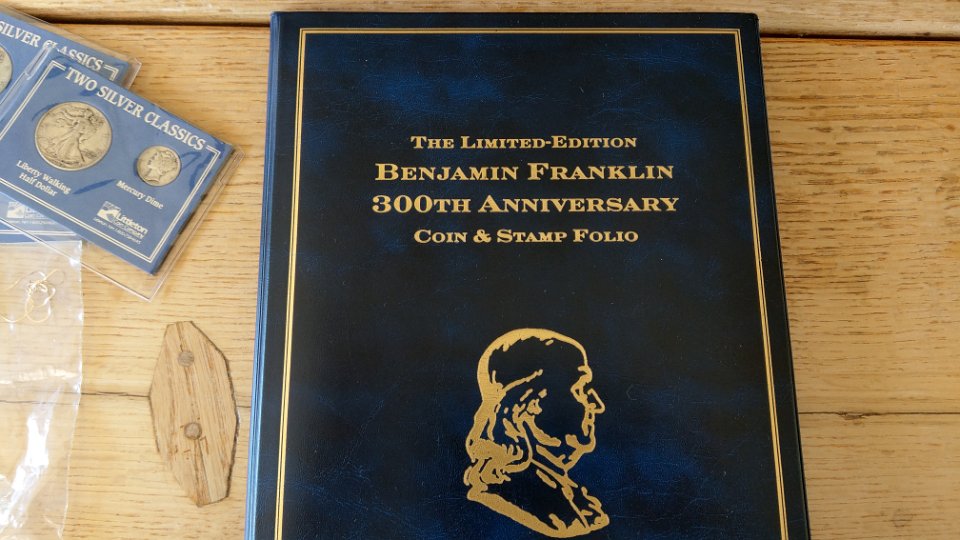 SILVER CLASSICS
TWO SILVER CLASSICS
Liberty Walking
Half Dollar
Mercury Dime
Littleton
THE LIMITED-EDITION
BENJAMIN FRANKLIN
300TH ANNIVERSARY
COIN & STAMP FOLIO